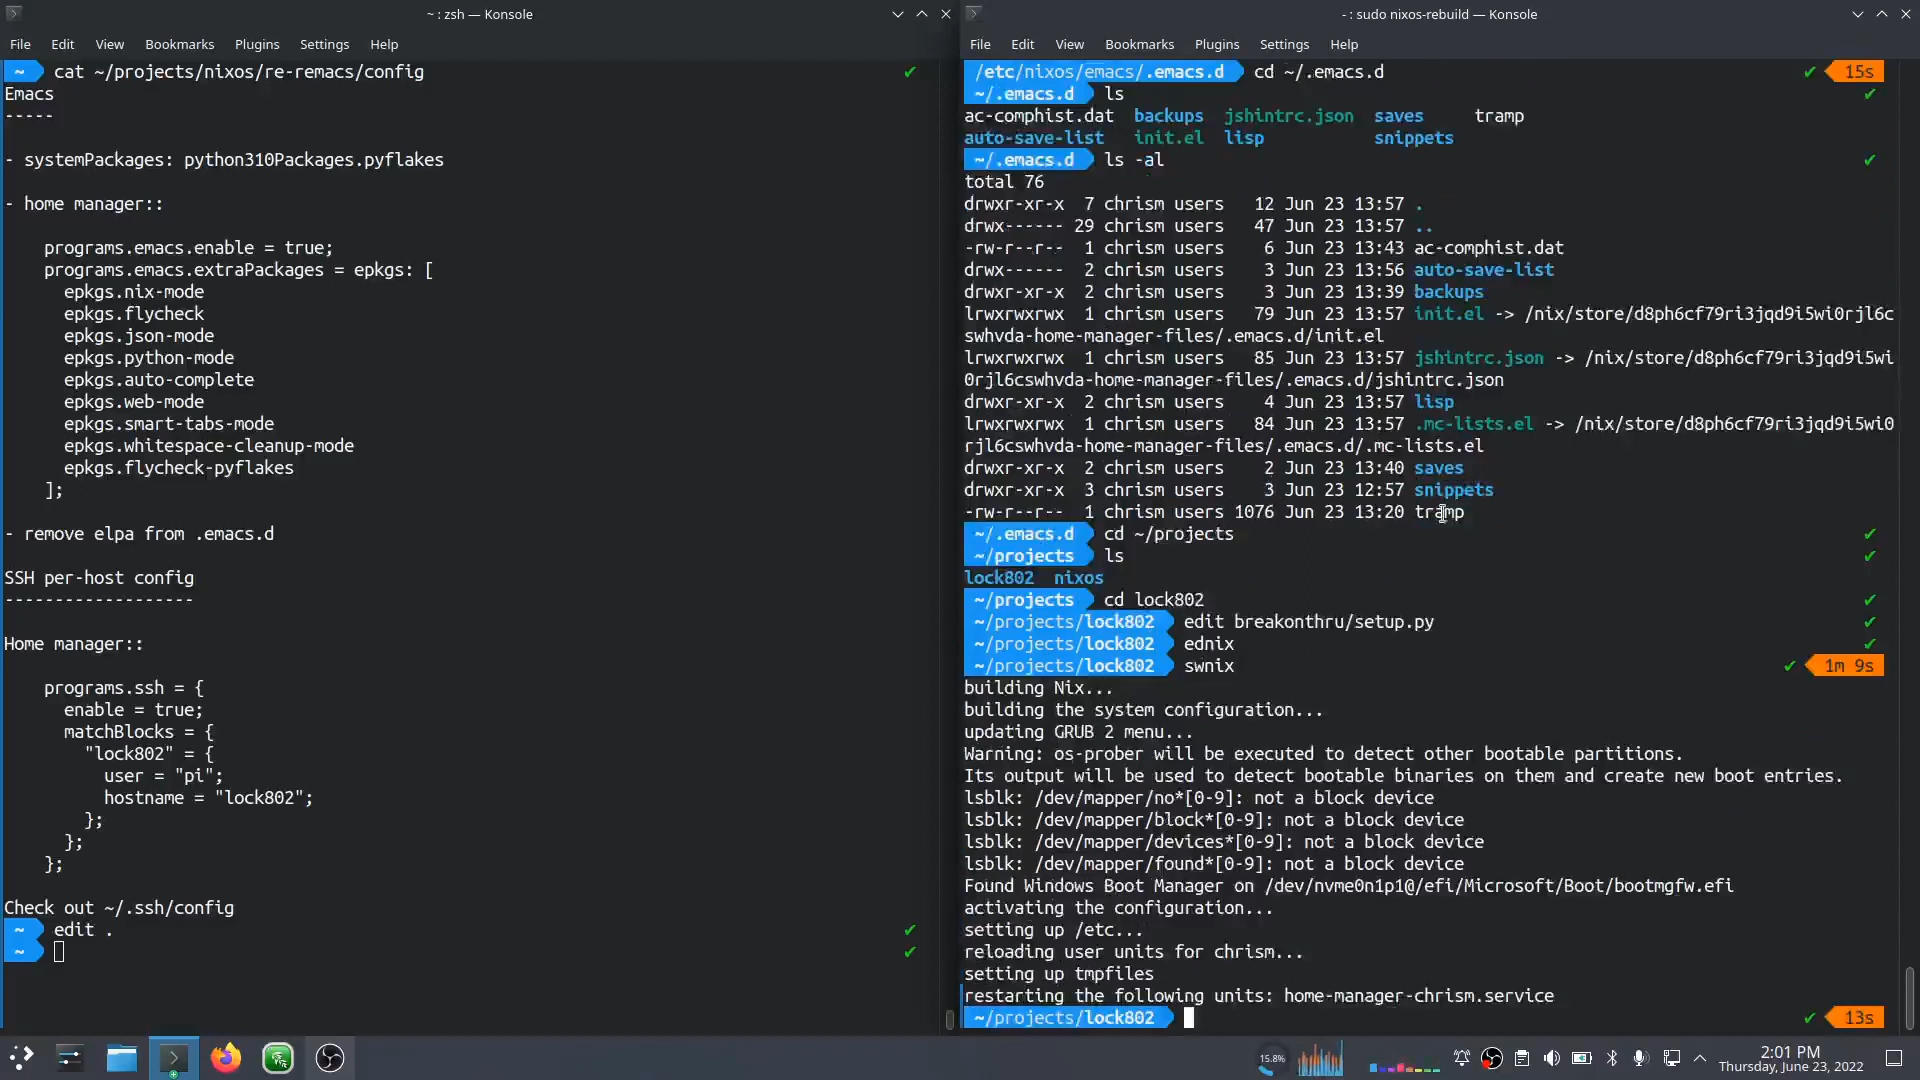 ~ : zsh — Konsole
File Edit View Bookmarks Plugins Settings Help
~ cat ~/projects/nixos/re-remacs/config ✔
Emacs
-----
- systemPackages: python310Packages.pyflakes
- home manager::
programs.emacs.enable = true;
programs.emacs.extraPackages = epkgs: [
epkgs.nix-mode
epkgs.flycheck
epkgs.json-mode
epkgs.python-mode
epkgs.auto-complete
epkgs.web-mode
epkgs.smart-tabs-mode
epkgs.whitespace-cleanup-mode
epkgs.flycheck-pyflakes
];
- remove elpa from .emacs.d
SSH per-host config
-------------------
Home manager::
programs.ssh = {
enable = true;
matchBlocks = {
"lock802" = {
user = "pi";
hostname = "lock802";
};
};
};
Check out ~/.ssh/config
~ edit . ✔
~ ✔
- : sudo nixos-rebuild — Konsole
File Edit View Bookmarks Plugins Settings Help
/etc/nixos/emacs/.emacs.d cd ~/.emacs.d ✔ 15s
~/.emacs.d ls ✔
ac-comphist.dat backups jshintrc.json saves tramp
auto-save-list init.el lisp snippets
~/.emacs.d ls -al ✔
total 76
drwxr-xr-x 7 chrism users 12 Jun 23 13:57 .
drwx------ 29 chrism users 47 Jun 23 13:57 ..
-rw-r--r-- 1 chrism users 6 Jun 23 13:43 ac-comphist.dat
drwx------ 2 chrism users 3 Jun 23 13:56 auto-save-list
drwxr-xr-x 2 chrism users 3 Jun 23 13:39 backups
lrwxrwxrwx 1 chrism users 79 Jun 23 13:57 init.el -> /nix/store/d8ph6cf79ri3jqd9i5wi0rjl6c
swhvda-home-manager-files/.emacs.d/init.el
lrwxrwxrwx 1 chrism users 85 Jun 23 13:57 jshintrc.json -> /nix/store/d8ph6cf79ri3jqd9i5wi
0rjl6cswhvda-home-manager-files/.emacs.d/jshintrc.json
drwxr-xr-x 2 chrism users 4 Jun 23 13:57 lisp
lrwxrwxrwx 1 chrism users 84 Jun 23 13:57 .mc-lists.el -> /nix/store/d8ph6cf79ri3jqd9i5wi0
rjl6cswhvda-home-manager-files/.emacs.d/.mc-lists.el
drwxr-xr-x 2 chrism users 2 Jun 23 13:40 saves
drwxr-xr-x 3 chrism users 3 Jun 23 12:57 snippets
-rw-r--r-- 1 chrism users 1076 Jun 23 13:20 tramp
~/.emacs.d cd ~/projects ✔
~/projects ls ✔
lock802 nixos
~/projects cd lock802 ✔
~/projects/lock802 edit breakonthru/setup.py ✔
~/projects/lock802 ednix ✔
~/projects/lock802 swnix ✔ 1m 9s
building Nix...
building the system configuration...
updating GRUB 2 menu...
Warning: os-prober will be executed to detect other bootable partitions.
Its output will be used to detect bootable binaries on them and create new boot entries.
lsblk: /dev/mapper/no*[0-9]: not a block device
lsblk: /dev/mapper/block*[0-9]: not a block device
lsblk: /dev/mapper/devices*[0-9]: not a block device
lsblk: /dev/mapper/found*[0-9]: not a block device
Found Windows Boot Manager on /dev/nvme0n1p1@/efi/Microsoft/Boot/bootmgfw.efi
activating the configuration...
setting up /etc...
reloading user units for chrism...
setting up tmpfiles
restarting the following units: home-manager-chrism.service
~/projects/lock802 ✔ 13s
15.8%
2:01 PM
Thursday, June 23, 2022